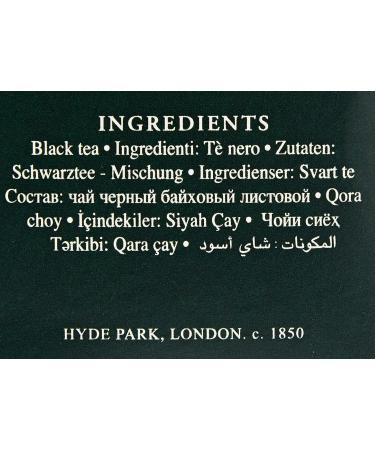 INGREDIENTS
Black tea • Ingredienti: Tè nero • Zutaten:
Schwarztee - Mischung • Ingredienser: Svart te
Состав: чай черный байховый листовой • Qora
choy • İçindekiler: Siyah Çay • Чойи сиёҳ
Tərkibi: Qara çay • المكونات : شاي أسود •
HYDE PARK, LONDON. c. 1850